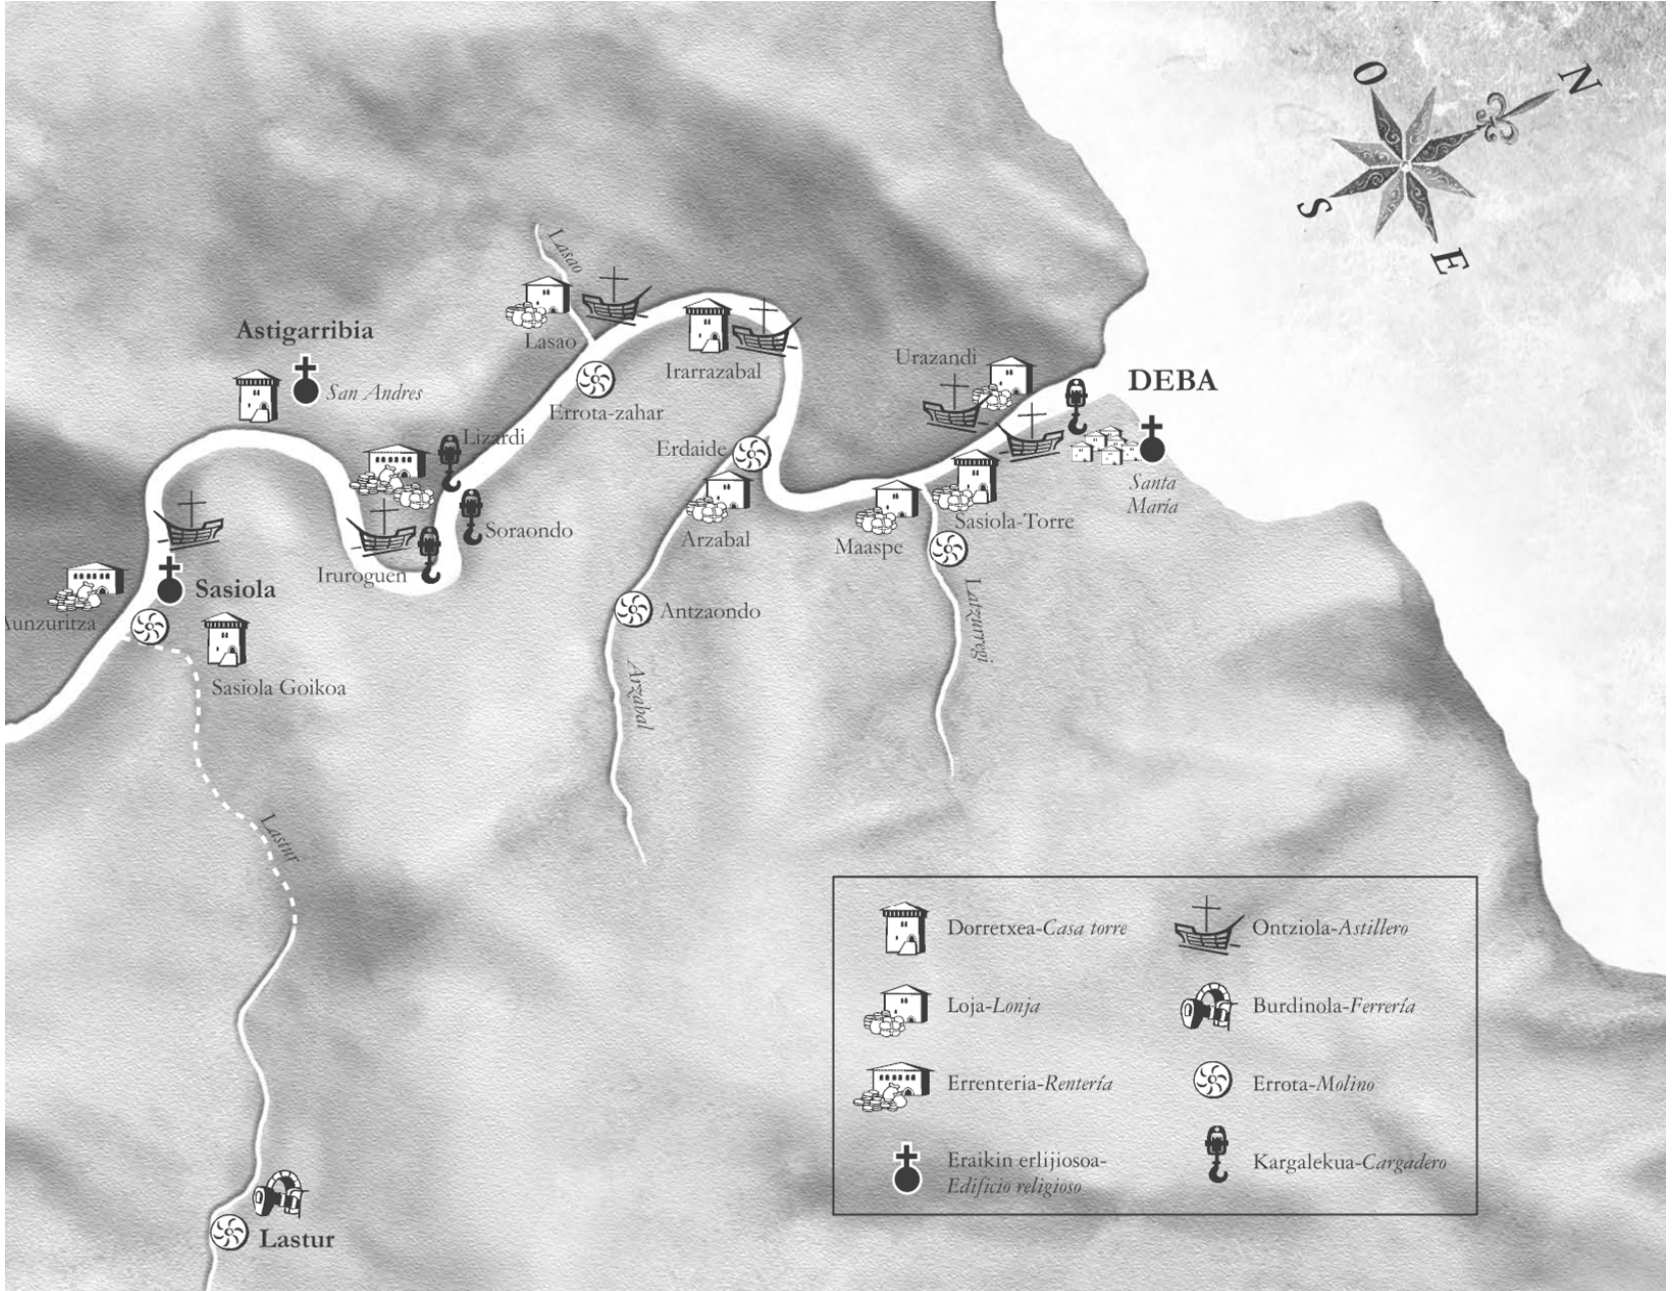 O
N
S
E
Lasao
Astigarribia
San Andres
Lasao
Irarrazabal
Errota-zahar
Urazandi
DEBA
Lizardi
Erdaide
Santa
María
Soraondo
Arzabal
Maaspe
Sasiola-Torre
Iruroguen
Sasiola
Aunzuritza
Antzaondo
Latzurregi
Sasiola Goikoa
Arzabal
Lastur
Dorretxea-Casa torre
Ontziola-Astillero
Loja-Lonja
Burdinola-Ferrería
Errenteria-Rentería
Errota-Molino
Eraikin erlijiosoa-
Edificio religioso
Kargalekua-Cargadero
Lastur